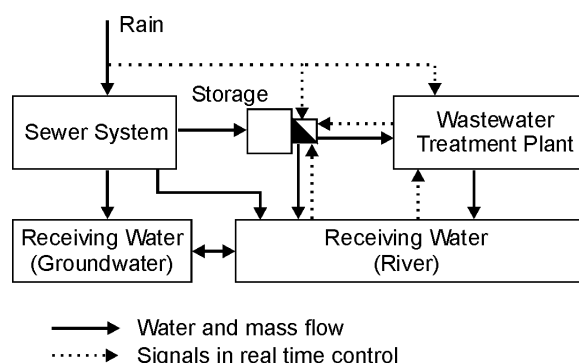 Rain
Storage
Sewer System
Wastewater
Treatment Plant
Receiving Water
(Groundwater)
Receiving Water
(River)
Water and mass flow
Signals in real time control